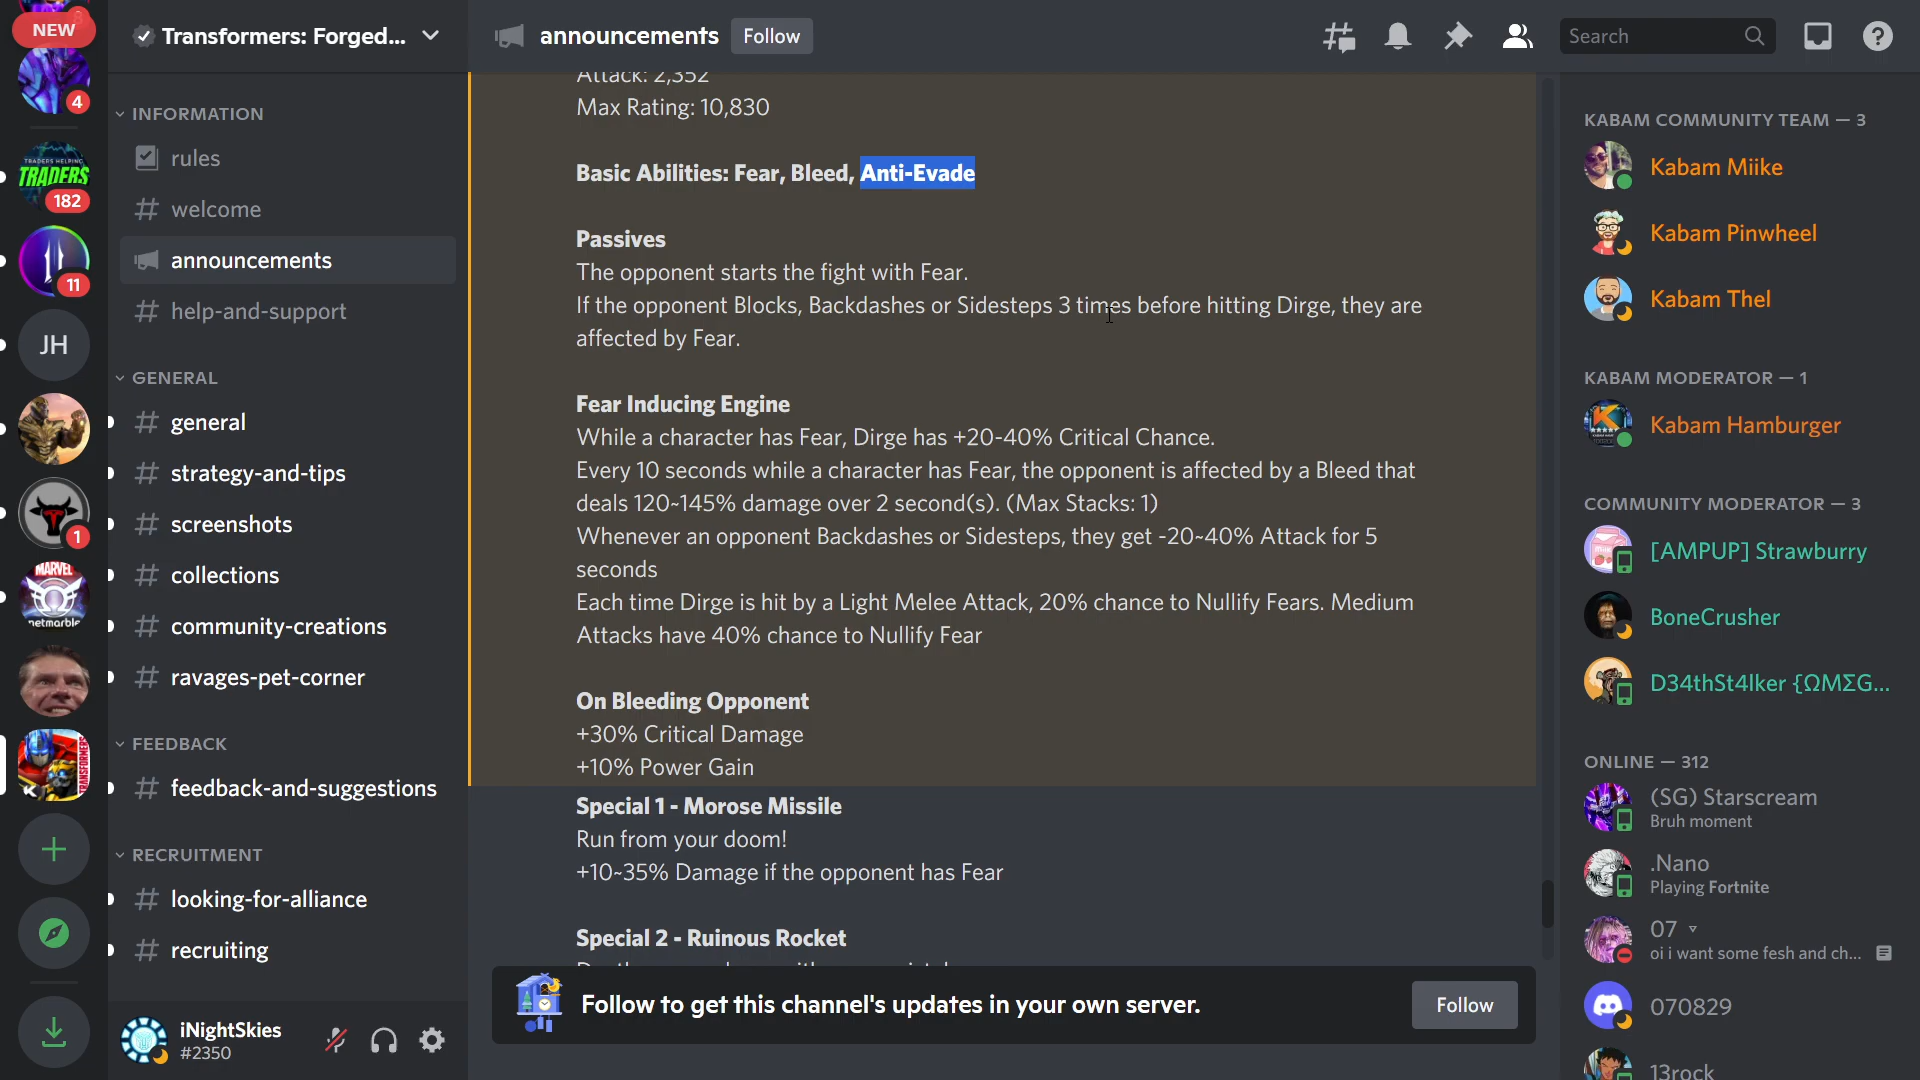 NEW
4
TRADERS HELPING
TRADERS
182
11
JH
1
MARVEL
netmarble
TRANSFORMERS
Transformers: Forged...
INFORMATION
rules
# welcome
announcements
# help-and-support
GENERAL
# general
# strategy-and-tips
# screenshots
# collections
# community-creations
# ravages-pet-corner
FEEDBACK
# feedback-and-suggestions
RECRUITMENT
# looking-for-alliance
# recruiting
iNightSkies
#2350
announcements Follow
Search
Attack: 2,352
Max Rating: 10,830
Basic Abilities: Fear, Bleed, Anti-Evade
Passives
The opponent starts the fight with Fear.
If the opponent Blocks, Backdashes or Sidesteps 3 times before hitting Dirge, they are
affected by Fear.
Fear Inducing Engine
While a character has Fear, Dirge has +20-40% Critical Chance.
Every 10 seconds while a character has Fear, the opponent is affected by a Bleed that
deals 120~145% damage over 2 second(s). (Max Stacks: 1)
Whenever an opponent Backdashes or Sidesteps, they get -20~40% Attack for 5
seconds
Each time Dirge is hit by a Light Melee Attack, 20% chance to Nullify Fears. Medium
Attacks have 40% chance to Nullify Fear
On Bleeding Opponent
+30% Critical Damage
+10% Power Gain
Special 1 - Morose Missile
Run from your doom!
+10~35% Damage if the opponent has Fear
Special 2 - Ruinous Rocket
Follow to get this channel's updates in your own server.
Follow
KABAM COMMUNITY TEAM — 3
Kabam Miike
Kabam Pinwheel
Kabam Thel
KABAM MODERATOR — 1
Kabam Hamburger
COMMUNITY MODERATOR — 3
[AMPUP] Strawburry
BoneCrusher
D34thSt4lker {ΩMΣG...
ONLINE — 312
(SG) Starscream
Bruh moment
.Nano
Playing Fortnite
07 ▿
oi i want some fesh and ch...
070829
13rock